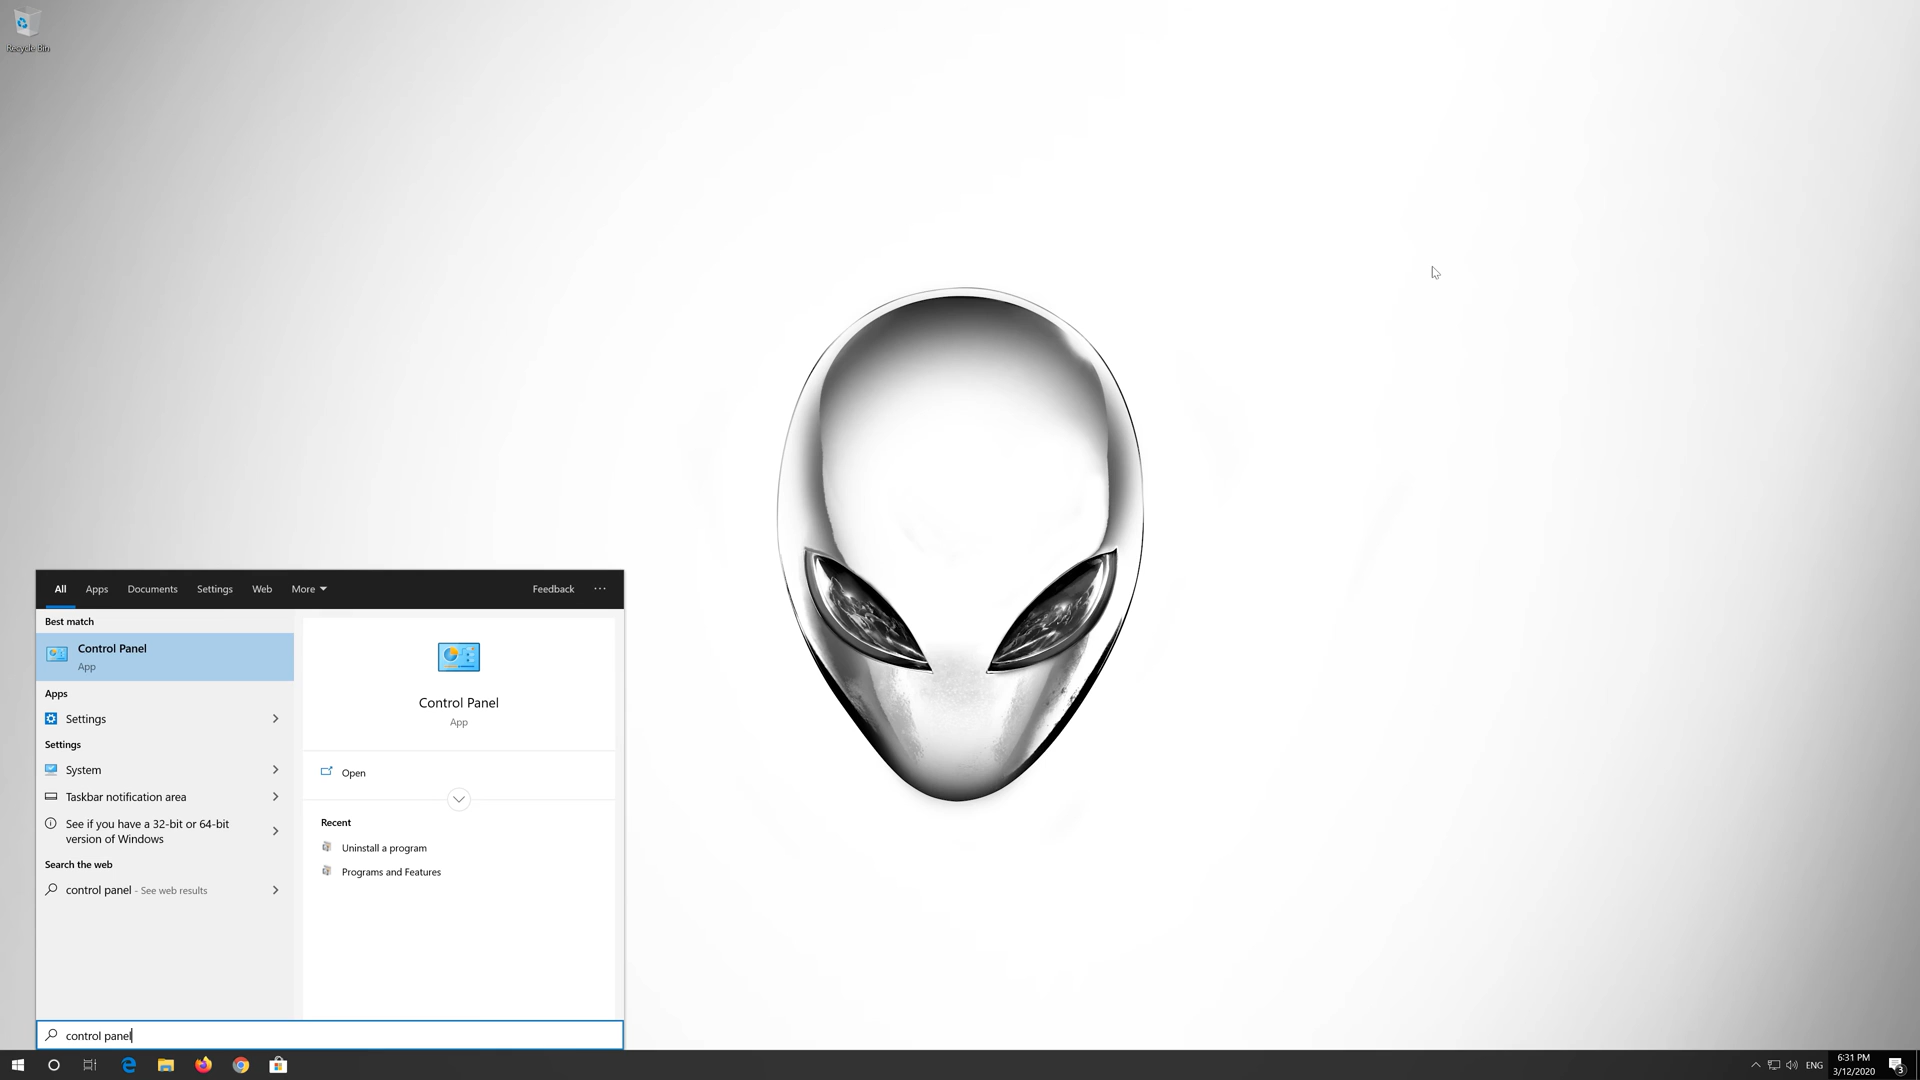 Recycle Bin
All Apps Documents Settings Web More Feedback ...
Best match
Control Panel
App
Apps
Settings
Settings
System
Taskbar notification area
See if you have a 32-bit or 64-bit
version of Windows
Search the web
control panel - See web results
Control Panel
App
Open
Recent
Uninstall a program
Programs and Features
control panel
ENG
6:31 PM
3/12/2020
3